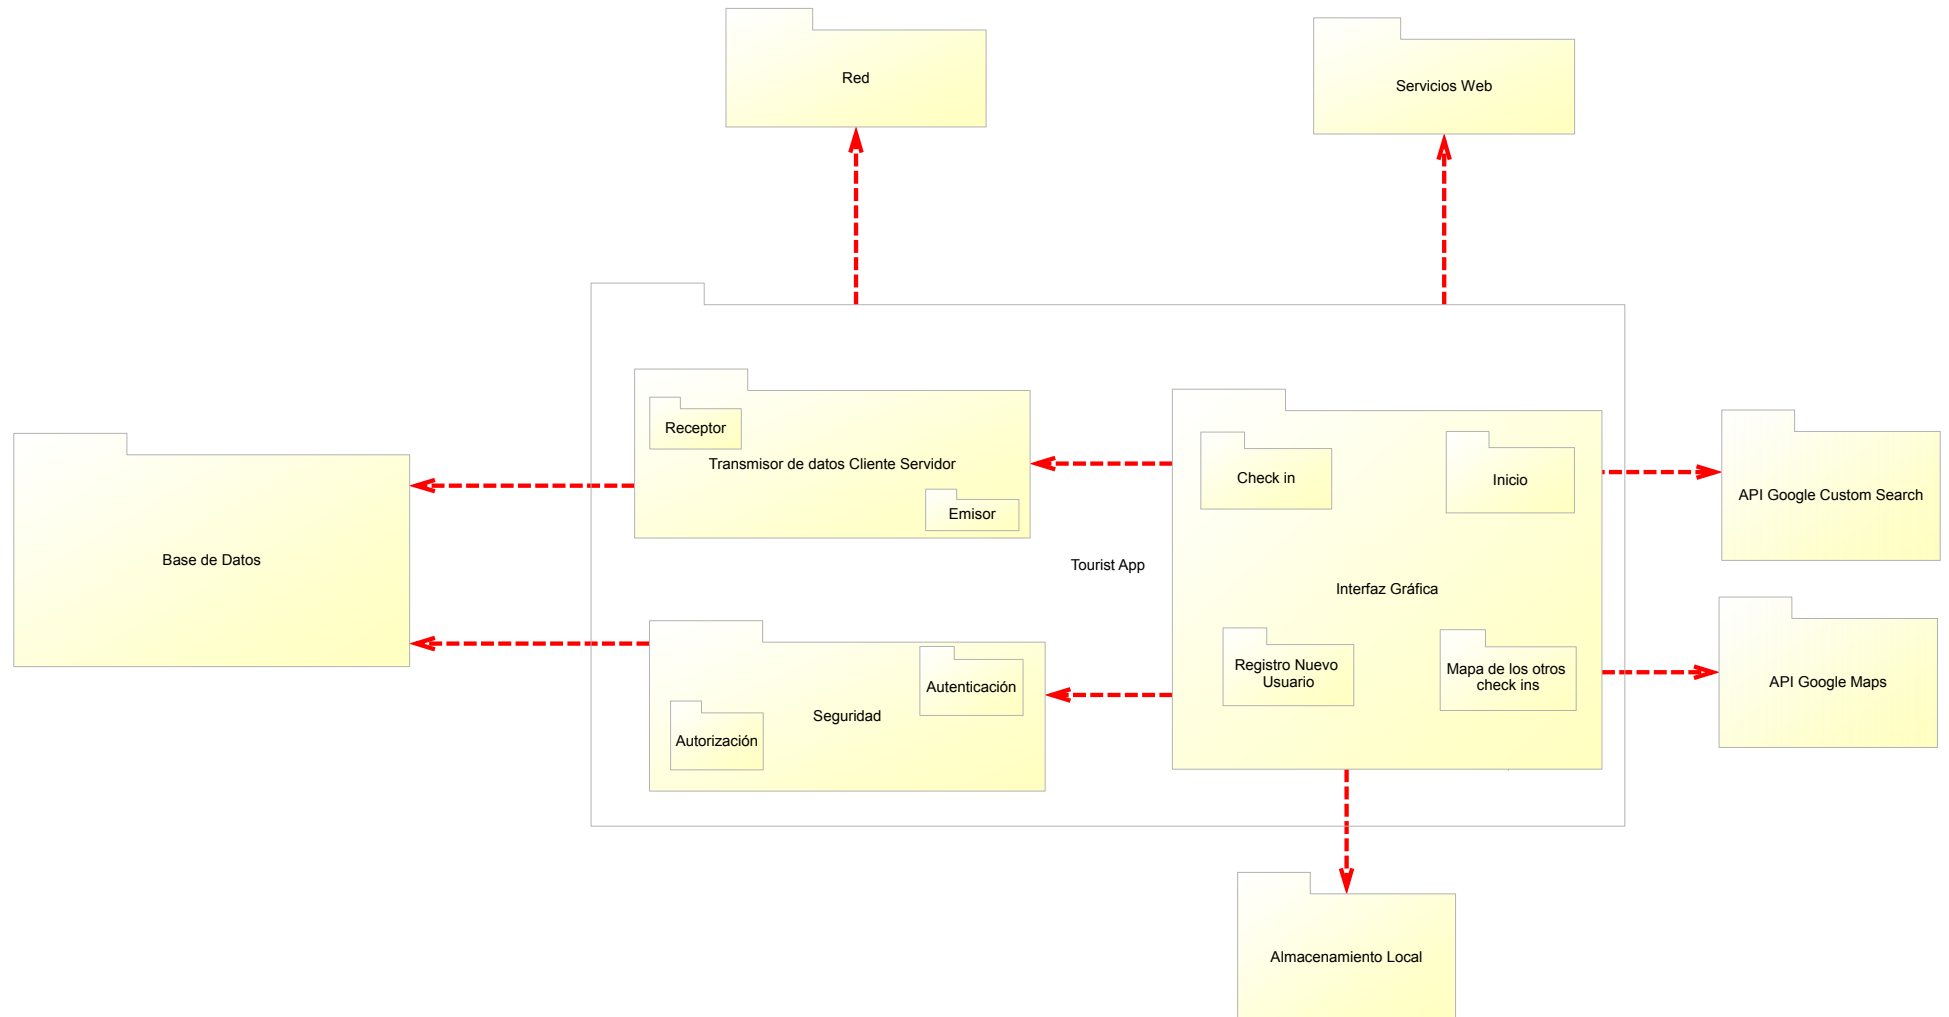 Red
Servicios Web
Receptor
Transmisor de datos Cliente Servidor
Emisor
Check in
Inicio
API Google Custom Search
Base de Datos
Tourist App
Interfaz Gráfica
Autenticación
Seguridad
Autorización
Registro Nuevo
Usuario
Mapa de los otros
check ins
API Google Maps
Almacenamiento Local